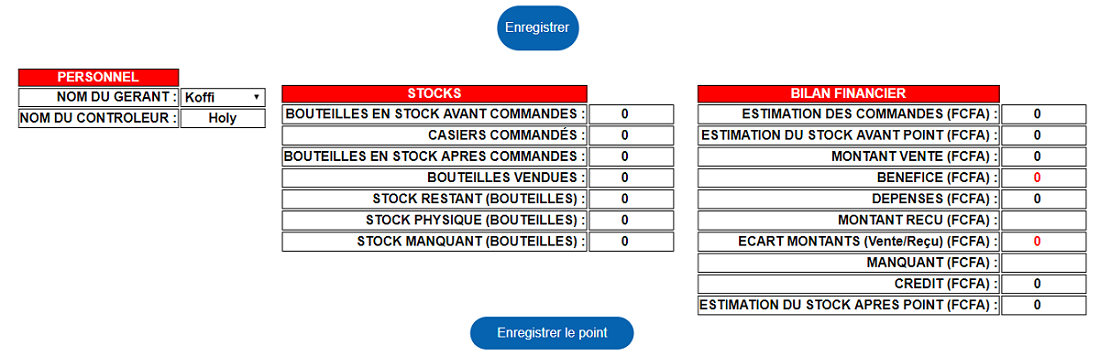 Enregistrer
PERSONNEL
NOM DU GERANT : Koffi
NOM DU CONTROLEUR : Holy
STOCKS
BOUTEILLES EN STOCK AVANT COMMANDES : 0
CASIERS COMMANDÉS : 0
BOUTEILLES EN STOCK APRES COMMANDES : 0
BOUTEILLES VENDUES : 0
STOCK RESTANT (BOUTEILLES) : 0
STOCK PHYSIQUE (BOUTEILLES) : 0
STOCK MANQUANT (BOUTEILLES) : 0
BILAN FINANCIER
ESTIMATION DES COMMANDES (FCFA) : 0
ESTIMATION DU STOCK AVANT POINT (FCFA) : 0
MONTANT VENTE (FCFA) : 0
BENEFICE (FCFA) : 0
DEPENSES (FCFA) : 0
MONTANT RECU (FCFA) :
ECART MONTANTS (Vente/Reçu) (FCFA) : 0
MANQUANT (FCFA) :
CREDIT (FCFA) : 0
ESTIMATION DU STOCK APRES POINT (FCFA) : 0
Enregistrer le point